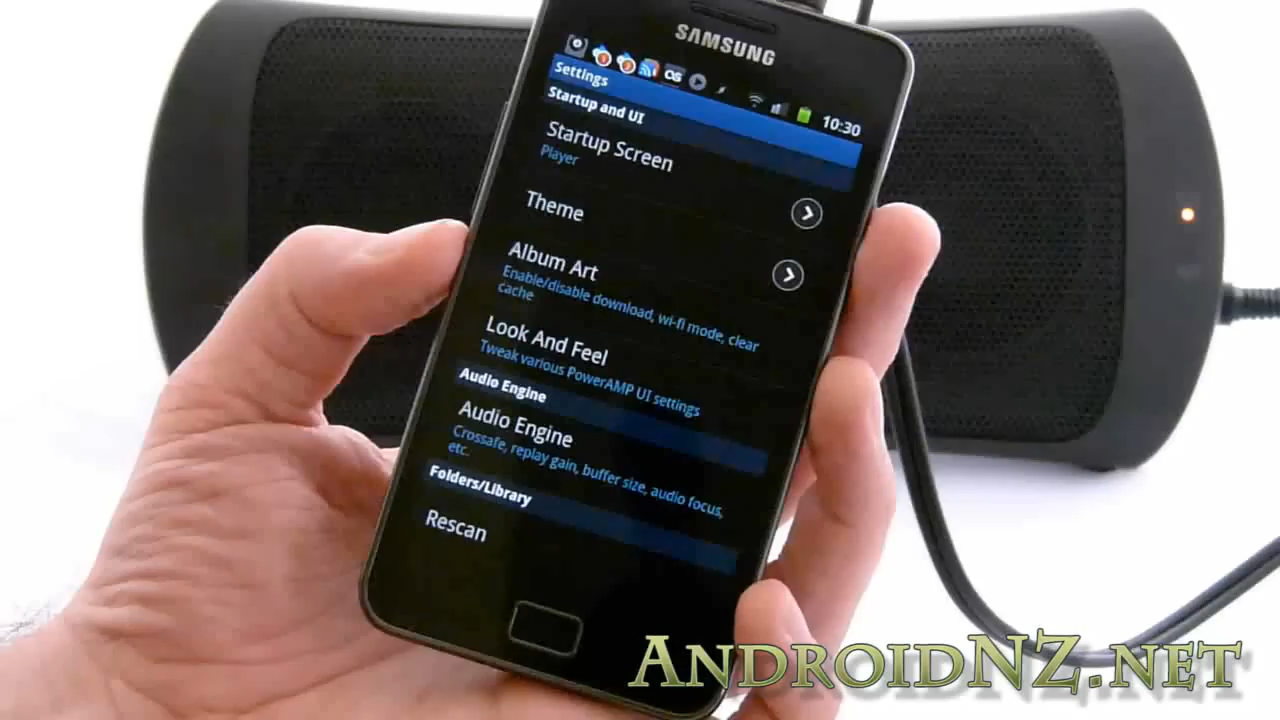 SAMSUNG
10:30
Settings
Startup and UI
Startup Screen
Player
Theme
Album Art
Enable/disable download, wi-fi mode, clear
cache
Look And Feel
Tweak various PowerAMP UI settings
Audio Engine
Audio Engine
Crossafe, replay gain, buffer size, audio focus,
etc.
Folders/Library
Rescan
AndroidNZ.net